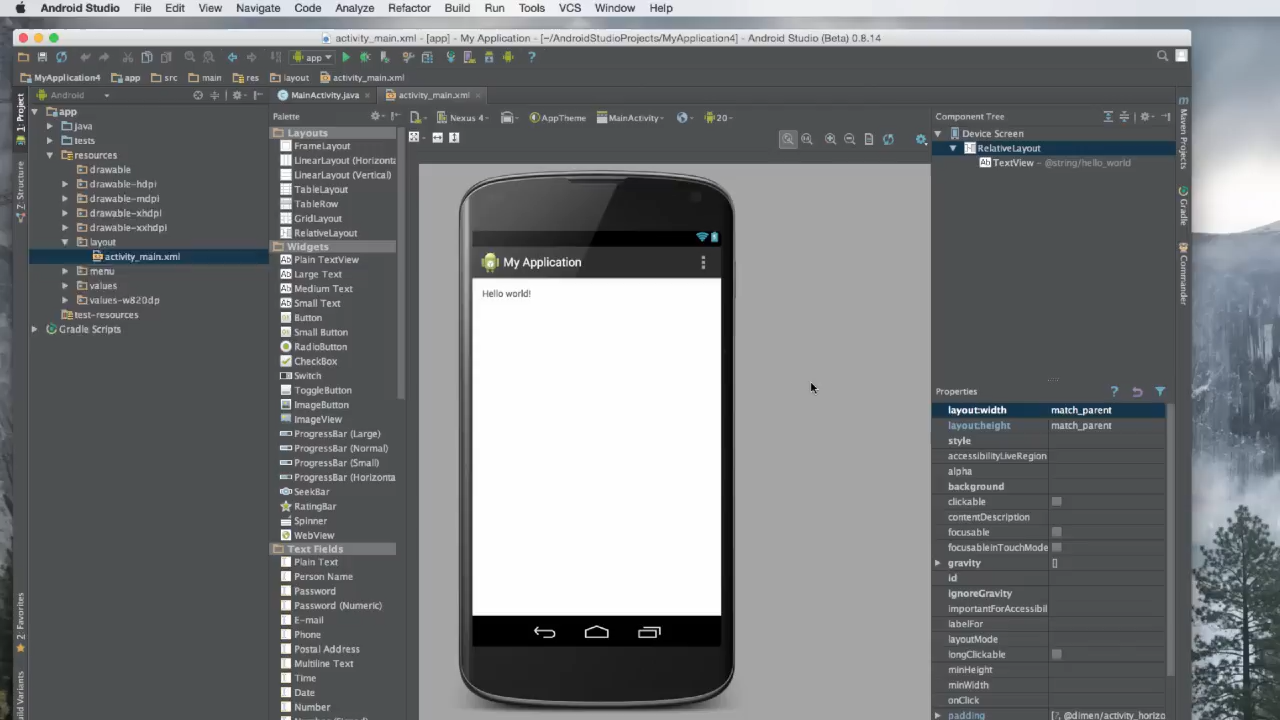 Android Studio File Edit View Navigate Code Analyze Refactor Build Run Tools VCS Window Help
activity_main.xml - [app] - My Application - [~/AndroidStudioProjects/MyApplication4] - Android Studio (Beta) 0.8.14
app
MyApplication4 app src main res layout activity_main.xml
Android
MainActivity.java activity_main.xml
1: Project
7: Structure
2: Favorites
Build Variants
app
java
tests
resources
drawable
drawable-hdpi
drawable-mdpi
drawable-xhdpi
drawable-xxhdpi
layout
activity_main.xml
menu
values
values-w820dp
test-resources
Gradle Scripts
Palette
Layouts
FrameLayout
LinearLayout (Horizonta
LinearLayout (Vertical)
TableLayout
TableRow
GridLayout
RelativeLayout
Widgets
Plain TextView
Large Text
Medium Text
Small Text
Button
Small Button
RadioButton
CheckBox
Switch
ToggleButton
ImageButton
ImageView
ProgressBar (Large)
ProgressBar (Normal)
ProgressBar (Small)
ProgressBar (Horizonta
SeekBar
RatingBar
Spinner
WebView
Text Fields
Plain Text
Person Name
Password
Password (Numeric)
E-mail
Phone
Postal Address
Multiline Text
Time
Date
Number
Nexus 4 AppTheme MainActivity 20
My Application
Hello world!
Component Tree
Device Screen
RelativeLayout
Ab TextView - @string/hello_world
Properties
layout:width match_parent
layout:height match_parent
style
accessibilityLiveRegion
alpha
background
clickable
contentDescription
focusable
focusableInTouchMode
gravity []
id
ignoreGravity
importantForAccessibil
labelFor
layoutMode
longClickable
minHeight
minWidth
onClick
padding [?, @dimen/activity_horizo
Maven Projects
Gradle
Commander